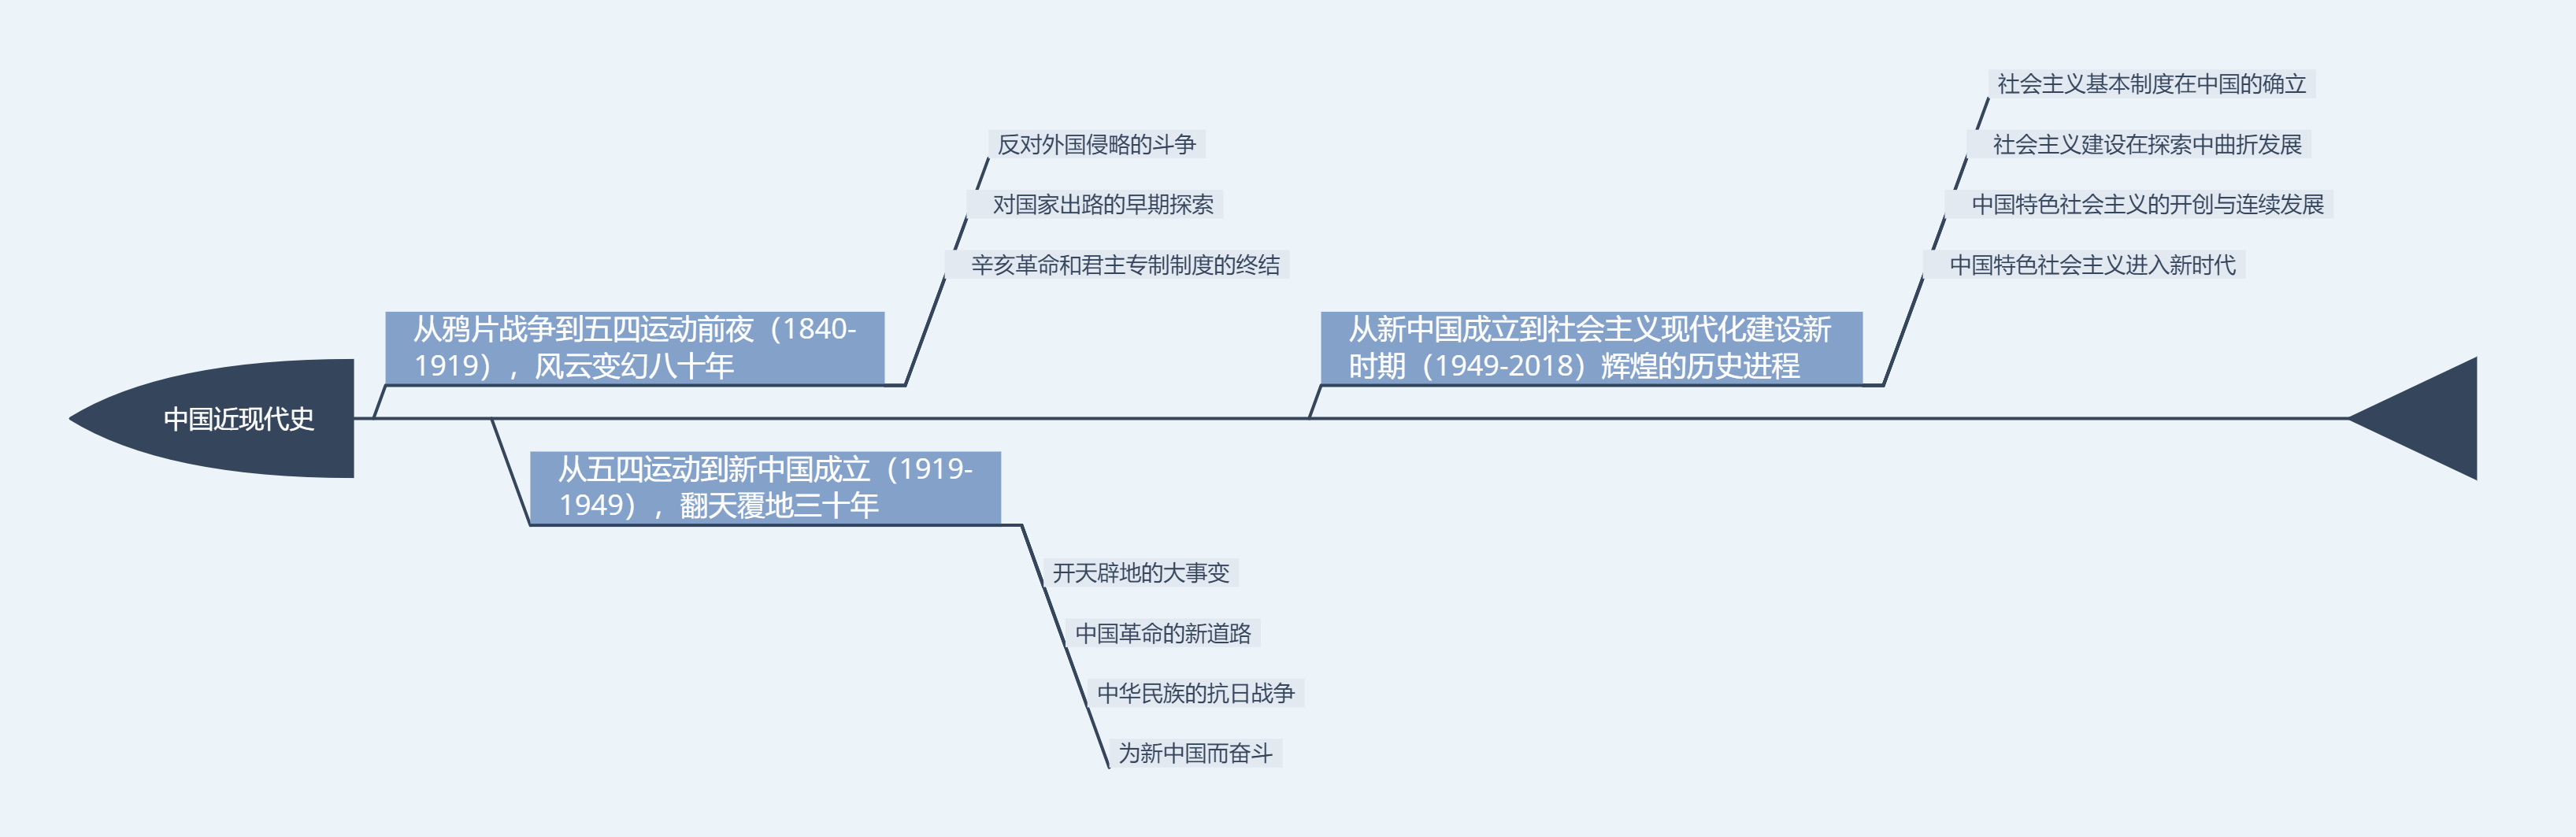 中国近现代史
从鸦片战争到五四运动前夜（1840-
1919），风云变幻八十年
反对外国侵略的斗争
对国家出路的早期探索
辛亥革命和君主专制制度的终结
从五四运动到新中国成立（1919-
1949），翻天覆地三十年
开天辟地的大事变
中国革命的新道路
中华民族的抗日战争
为新中国而奋斗
从新中国成立到社会主义现代化建设新
时期（1949-2018）辉煌的历史进程
社会主义基本制度在中国的确立
社会主义建设在探索中曲折发展
中国特色社会主义的开创与连续发展
中国特色社会主义进入新时代